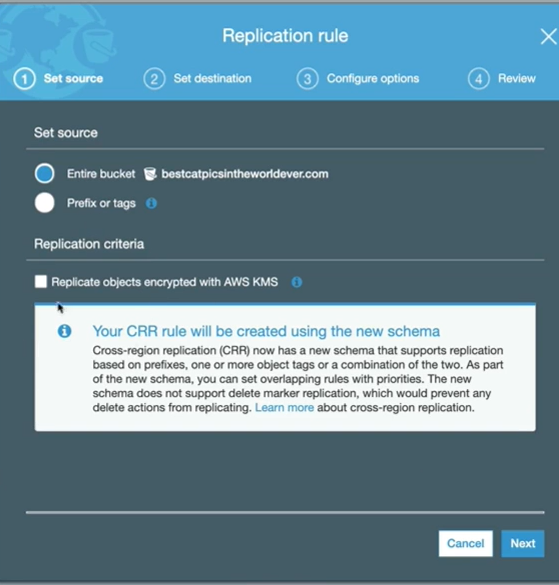 Replication rule
1 Set source
2 Set destination
3 Configure options
4 Review
Set source
Entire bucket bestcatpicsintheworldever.com
Prefix or tags
Replication criteria
Replicate objects encrypted with AWS KMS
Your CRR rule will be created using the new schema
Cross-region replication (CRR) now has a new schema that supports replication
based on prefixes, one or more object tags or a combination of the two. As part
of the new schema, you can set overlapping rules with priorities. The new
schema does not support delete marker replication, which would prevent any
delete actions from replicating. Learn more about cross-region replication.
Cancel Next